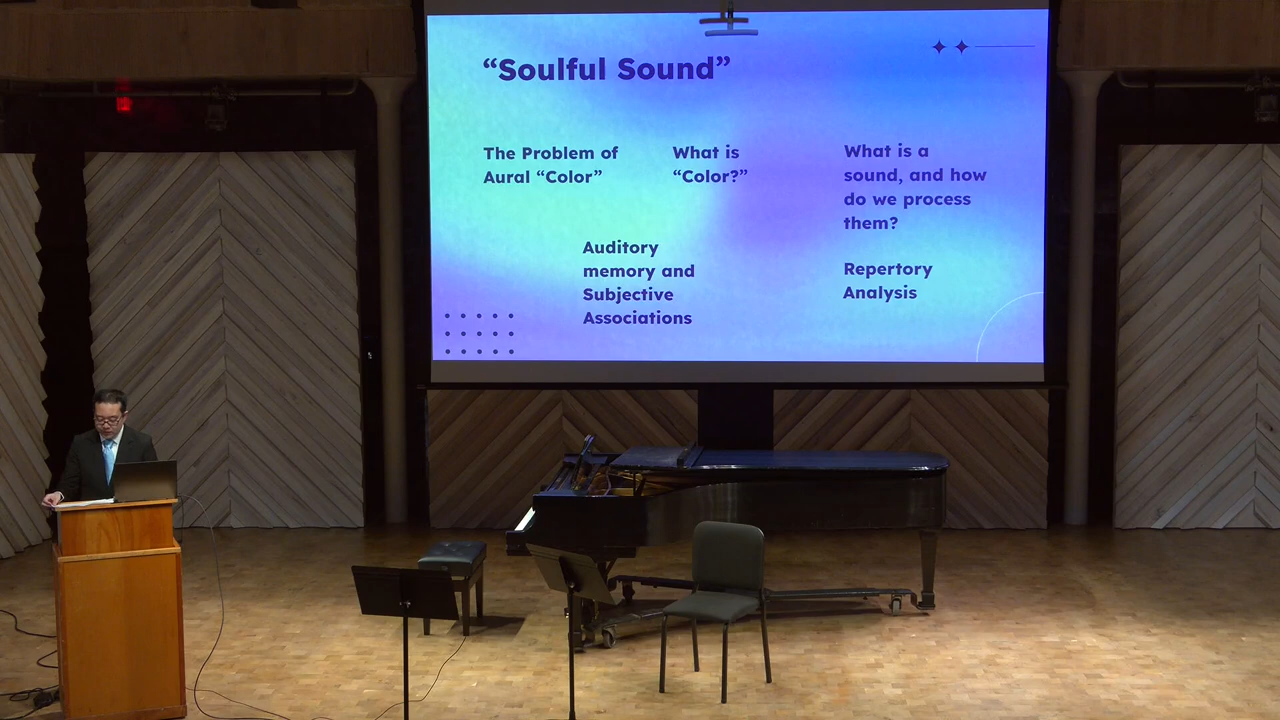 “Soulful Sound”
The Problem of
Aural “Color”
What is
“Color?”
What is a
sound, and how
do we process
them?
Auditory
memory and
Subjective
Associations
Repertory
Analysis